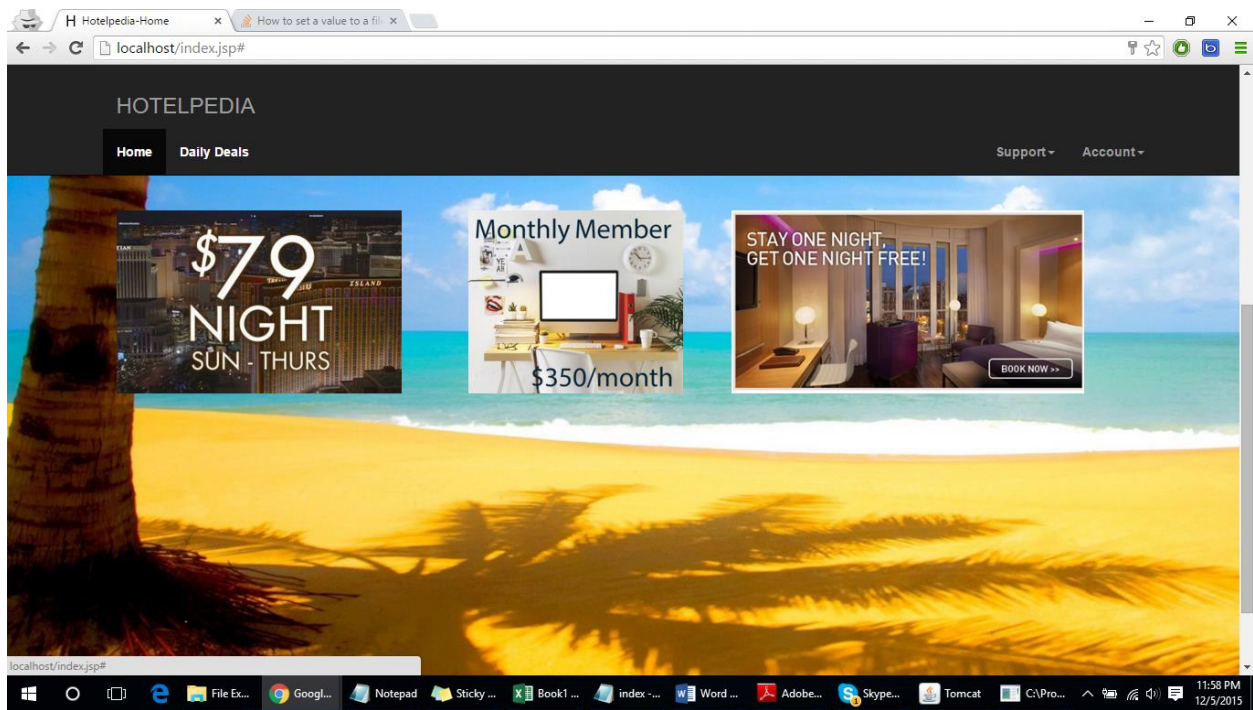 H Hotelpedia-Home
How to set a value to a fil
localhost/index.jsp#
HOTELPEDIA
Home Daily Deals Support Account
$79
NIGHT
SUN - THURS
ISLAND
Monthly Member
$350/month
STAY ONE NIGHT,
GET ONE NIGHT FREE!
BOOK NOW >>
localhost/index.jsp#
File Ex... Googl... Notepad Sticky ... Book1 ... index -... Word ... Adobe... Skype... Tomcat C:\Pro... 11:58 PM
12/5/2015